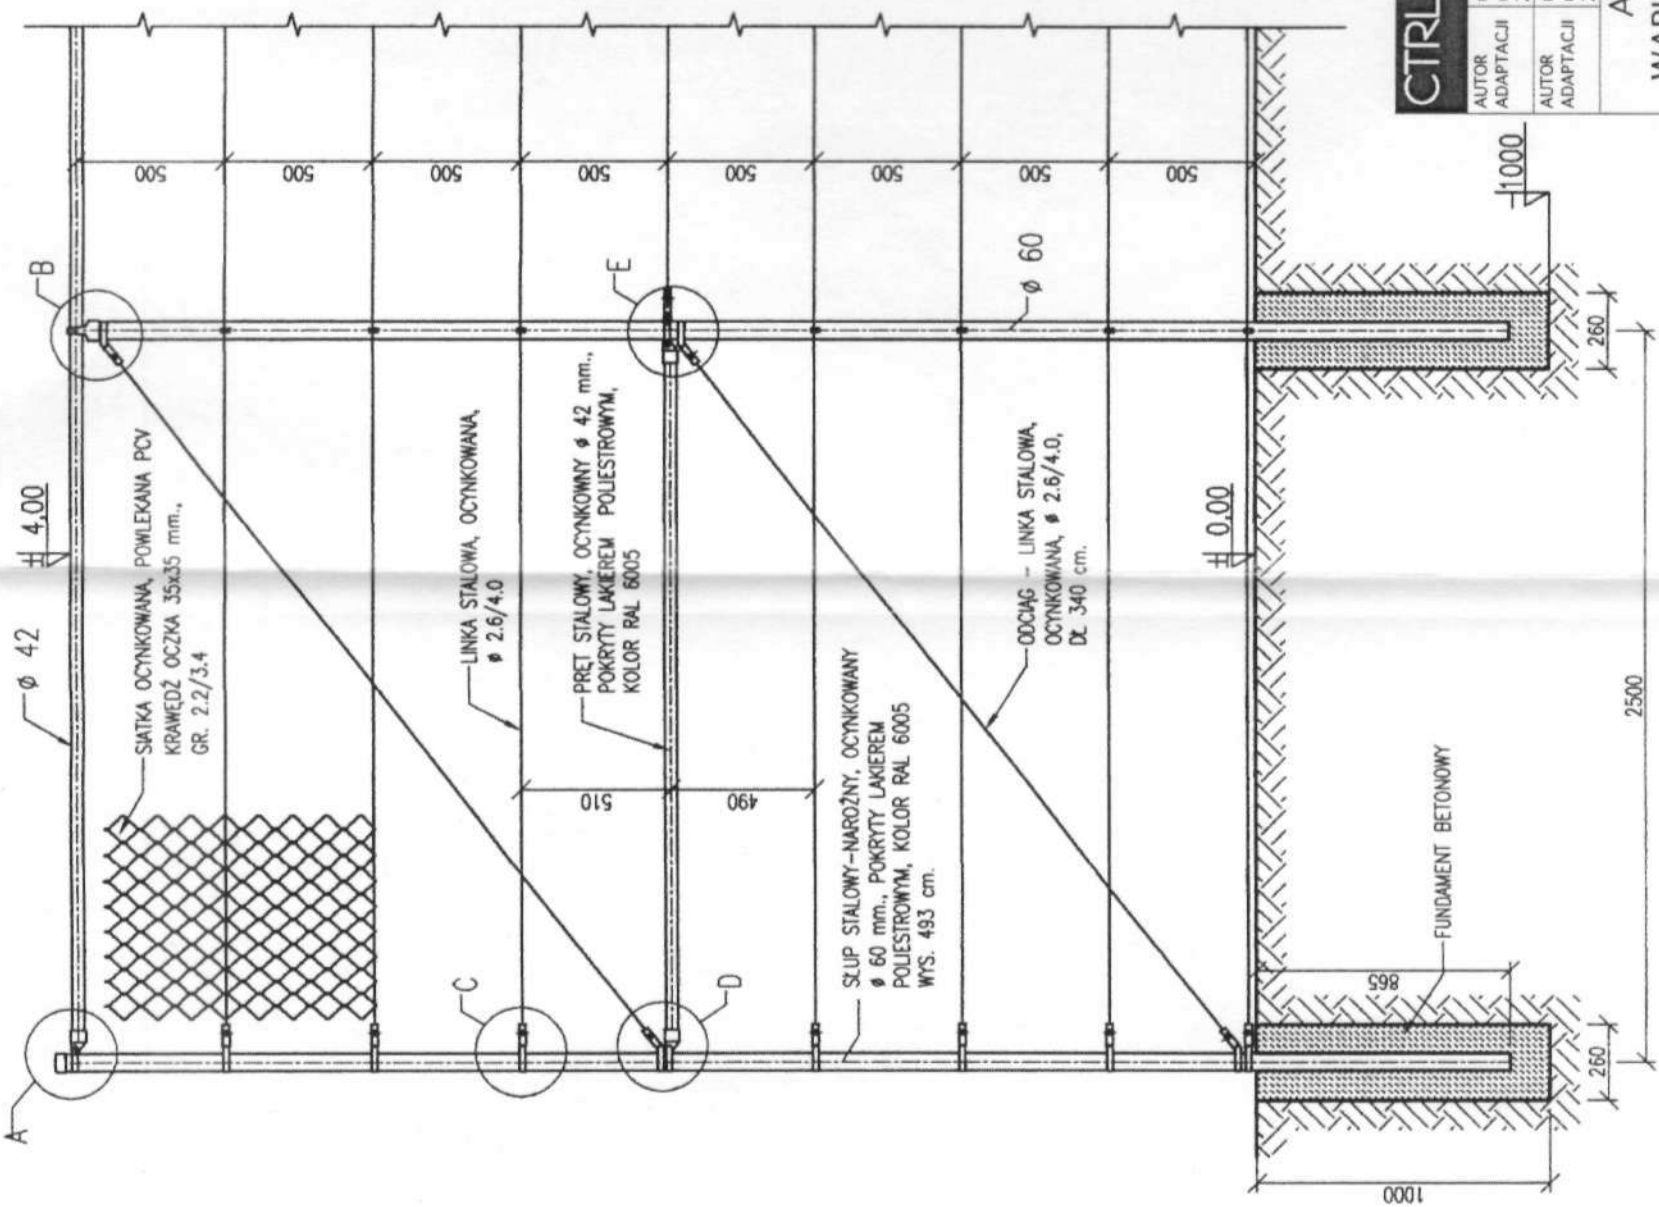 A
B
± 4,00
ø 42
SIATKA OCYNKOWANA, POWLEKANA PCV
KRAWĘDŹ OCZKA 35x35 mm.,
GR. 2.2/3.4
500
500
500
500
500
500
500
500
C
LINKA STALOWA, OCYNKOWANA,
ø 2.6/4.0
510
490
D
E
PRĘT STALOWY, OCYNKOWNY ø 42 mm.,
POKRYTY LAKIEREM POLIESTROWYM,
KOLOR RAL 6005
SŁUP STALOWY-NAROŻNY, OCYNKOWANY
ø 60 mm., POKRYTY LAKIEREM
POLIESTROWYM, KOLOR RAL 6005
WYS. 493 cm.
ODCIĄG - LINKA STALOWA,
OCYNKOWANA, ø 2.6/4.0,
DŁ. 340 cm.
ø 60
± 0,00
865
FUNDAMENT BETONOWY
1000
260
260
2500
-1000
CTRL
AUTOR
ADAPTACJI
AUTOR
ADAPTACJI